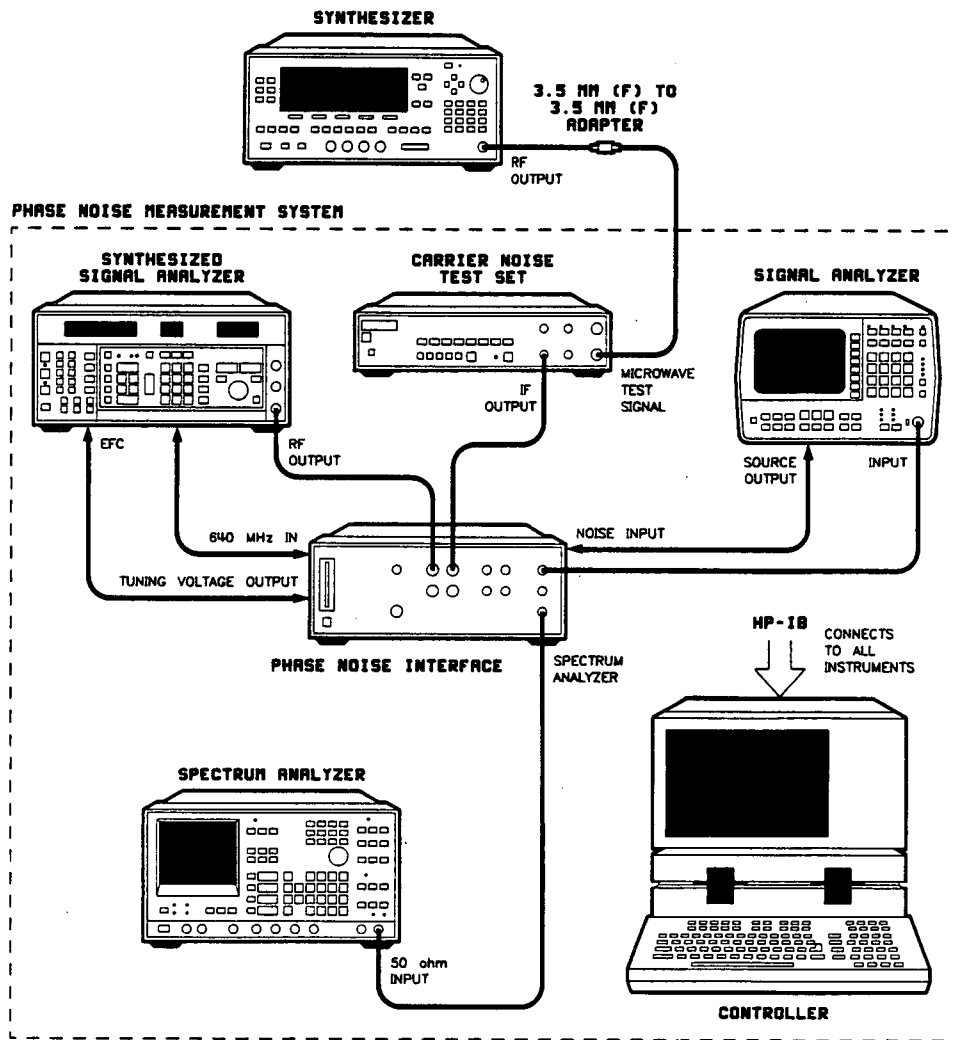 SYNTHESIZER
3.5 MM (F) TO
3.5 MM (F)
ADAPTER
RF
OUTPUT
PHASE NOISE MEASUREMENT SYSTEM
SYNTHESIZED
SIGNAL ANALYZER
CARRIER NOISE
TEST SET
SIGNAL ANALYZER
MICROWAVE
TEST
SIGNAL
IF
OUTPUT
EFC
RF
OUTPUT
SOURCE
OUTPUT
INPUT
640 MHz IN
NOISE INPUT
TUNING VOLTAGE OUTPUT
PHASE NOISE INTERFACE
SPECTRUM
ANALYZER
HP-IB
CONNECTS
TO ALL
INSTRUMENTS
SPECTRUM ANALYZER
50 ohm
INPUT
CONTROLLER